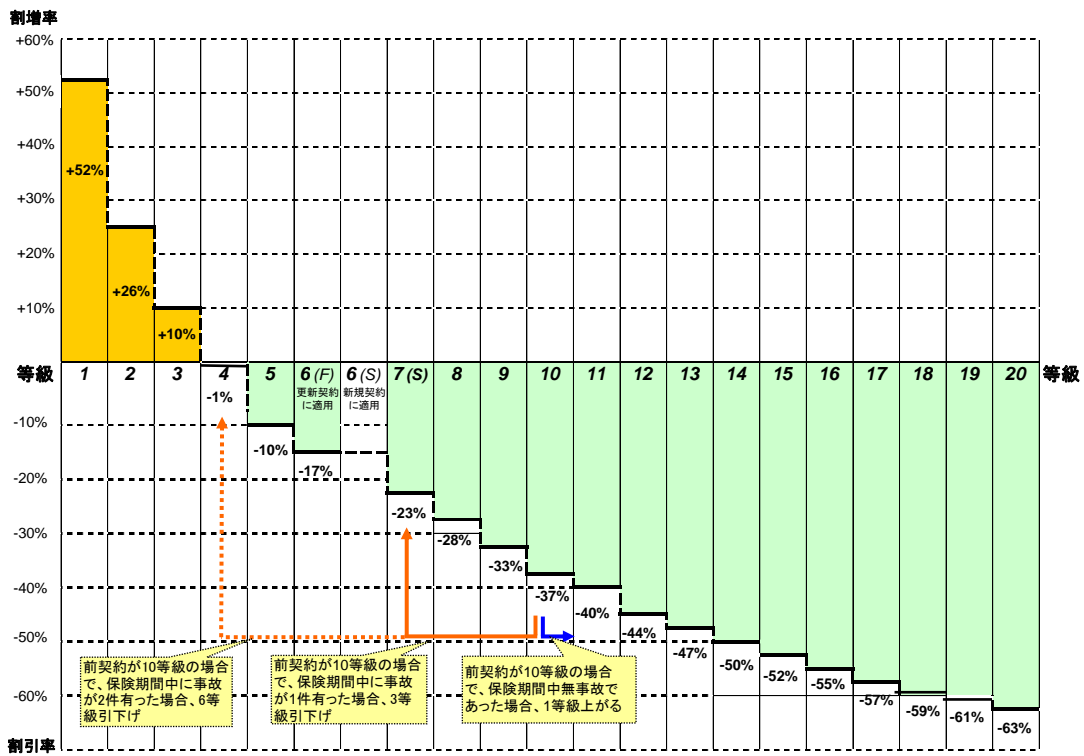 割増率
+60%
+50%
+40%
+30%
+20%
+10%
+52%
+26%
+10%
等級 1 2 3 4 5 6 (F) 6 (S) 7 (S) 8 9 10 11 12 13 14 15 16 17 18 19 20 等級
更新契約
に適用
新規契約
に適用
-10%
-20%
-30%
-40%
-50%
-60%
割引率
-1%
-10%
-17%
-23%
-28%
-33%
-37%
-40%
-44%
-47%
-50%
-52%
-55%
-57%
-59%
-61%
-63%
前契約が10等級の場合
で、保険期間中に事故
が2件有った場合、6等
級引下げ
前契約が10等級の場合
で、保険期間中に事故
が1件有った場合、3等
級引下げ
前契約が10等級の場合
で、保険期間中無事故で
あった場合、1等級上がる